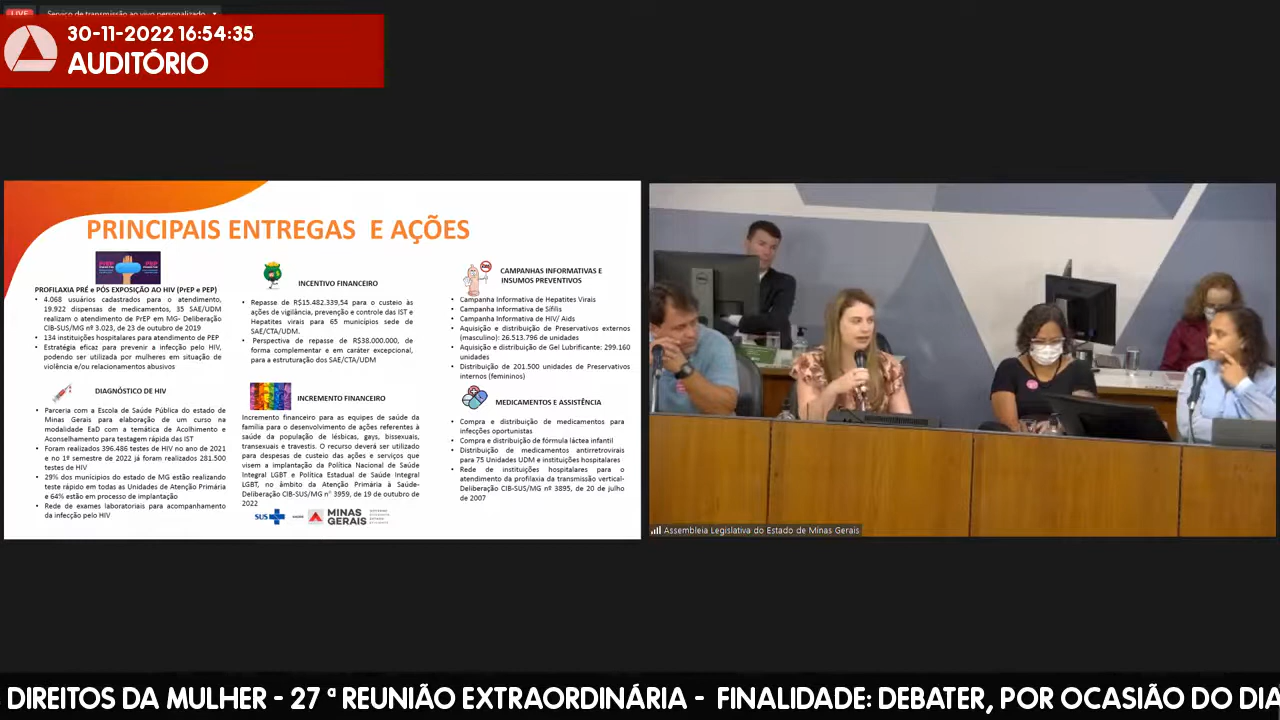 LIVE Serviço de transmissão ao vivo personalizado
30-11-2022 16:54:35
AUDITÓRIO
PRINCIPAIS ENTREGAS E AÇÕES
PROFILAXIA PRÉ e PÓS EXPOSIÇÃO AO HIV (PrEP e PEP)
• 4.068 usuários cadastrados para o atendimento,
19.922 dispensas de medicamentos, 35 SAE/UDM
realizam o atendimento de PrEP em MG- Deliberação
CIB-SUS/MG nº 3.023, de 23 de outubro de 2019
• 134 instituições hospitalares para atendimento de PEP
• Estratégia eficaz para prevenir a infecção pelo HIV,
podendo ser utilizada por mulheres em situação de
violência e/ou relacionamentos abusivos
DIAGNÓSTICO DE HIV
• Parceria com a Escola de Saúde Pública do estado de
Minas Gerais para elaboração de um curso na
modalidade EaD com a temática de Acolhimento e
Aconselhamento para testagem rápida das IST
• Foram realizados 396.486 testes de HIV no ano de 2021
e no 1º semestre de 2022 já foram realizados 281.500
testes de HIV
• 29% dos municípios do estado de MG estão realizando
teste rápido em todas as Unidades de Atenção Primária
e 64% estão em processo de implantação
• Rede de exames laboratoriais para acompanhamento
da infecção pelo HIV
INCENTIVO FINANCEIRO
• Repasse de R$15.482.339,54 para o custeio às
ações de vigilância, prevenção e controle das IST e
Hepatites virais para 65 municípios sede de
SAE/CTA/UDM.
• Perspectiva de repasse de R$38.000.000, de
forma complementar e em caráter excepcional,
para a estruturação dos SAE/CTA/UDM
INCREMENTO FINANCEIRO
Incremento financeiro para as equipes de saúde da
família para o desenvolvimento de ações referentes à
saúde da população de lésbicas, gays, bissexuais,
transexuais e travestis. O recurso deverá ser utilizado
para despesas de custeio das ações e serviços que
visem a implantação da Política Nacional de Saúde
Integral LGBT e Política Estadual de Saúde Integral
LGBT, no âmbito da Atenção Primária à Saúde-
Deliberação CIB-SUS/MG n° 3959, de 19 de outubro de
2022
SUS
MINAS
GERAIS
CAMPANHAS INFORMATIVAS E
INSUMOS PREVENTIVOS
• Campanha Informativa de Hepatites Virais
• Campanha Informativa de Sífilis
• Campanha Informativa de HIV/ Aids
• Aquisição e distribuição de Preservativos externos
(masculino): 26.513.796 de unidades
• Aquisição e distribuição de Gel Lubrificante: 299.160
unidades
• Distribuição de 201.500 unidades de Preservativos
internos (femininos)
MEDICAMENTOS E ASSISTÊNCIA
• Compra e distribuição de medicamentos para
infecções oportunistas
• Compra e distribuição de fórmula láctea infantil
• Distribuição de medicamentos antirretrovirais
para 75 Unidades UDM e instituições hospitalares
• Rede de instituições hospitalares para o
atendimento da profilaxia da transmissão vertical-
Deliberação CIB-SUS/MG nº 3895, de 20 de julho
de 2007
Assembleia Legislativa do Estado de Minas Gerais
DIREITOS DA MULHER - 27 ª REUNIÃO EXTRAORDINÁRIA - FINALIDADE: DEBATER, POR OCASIÃO DO DIA